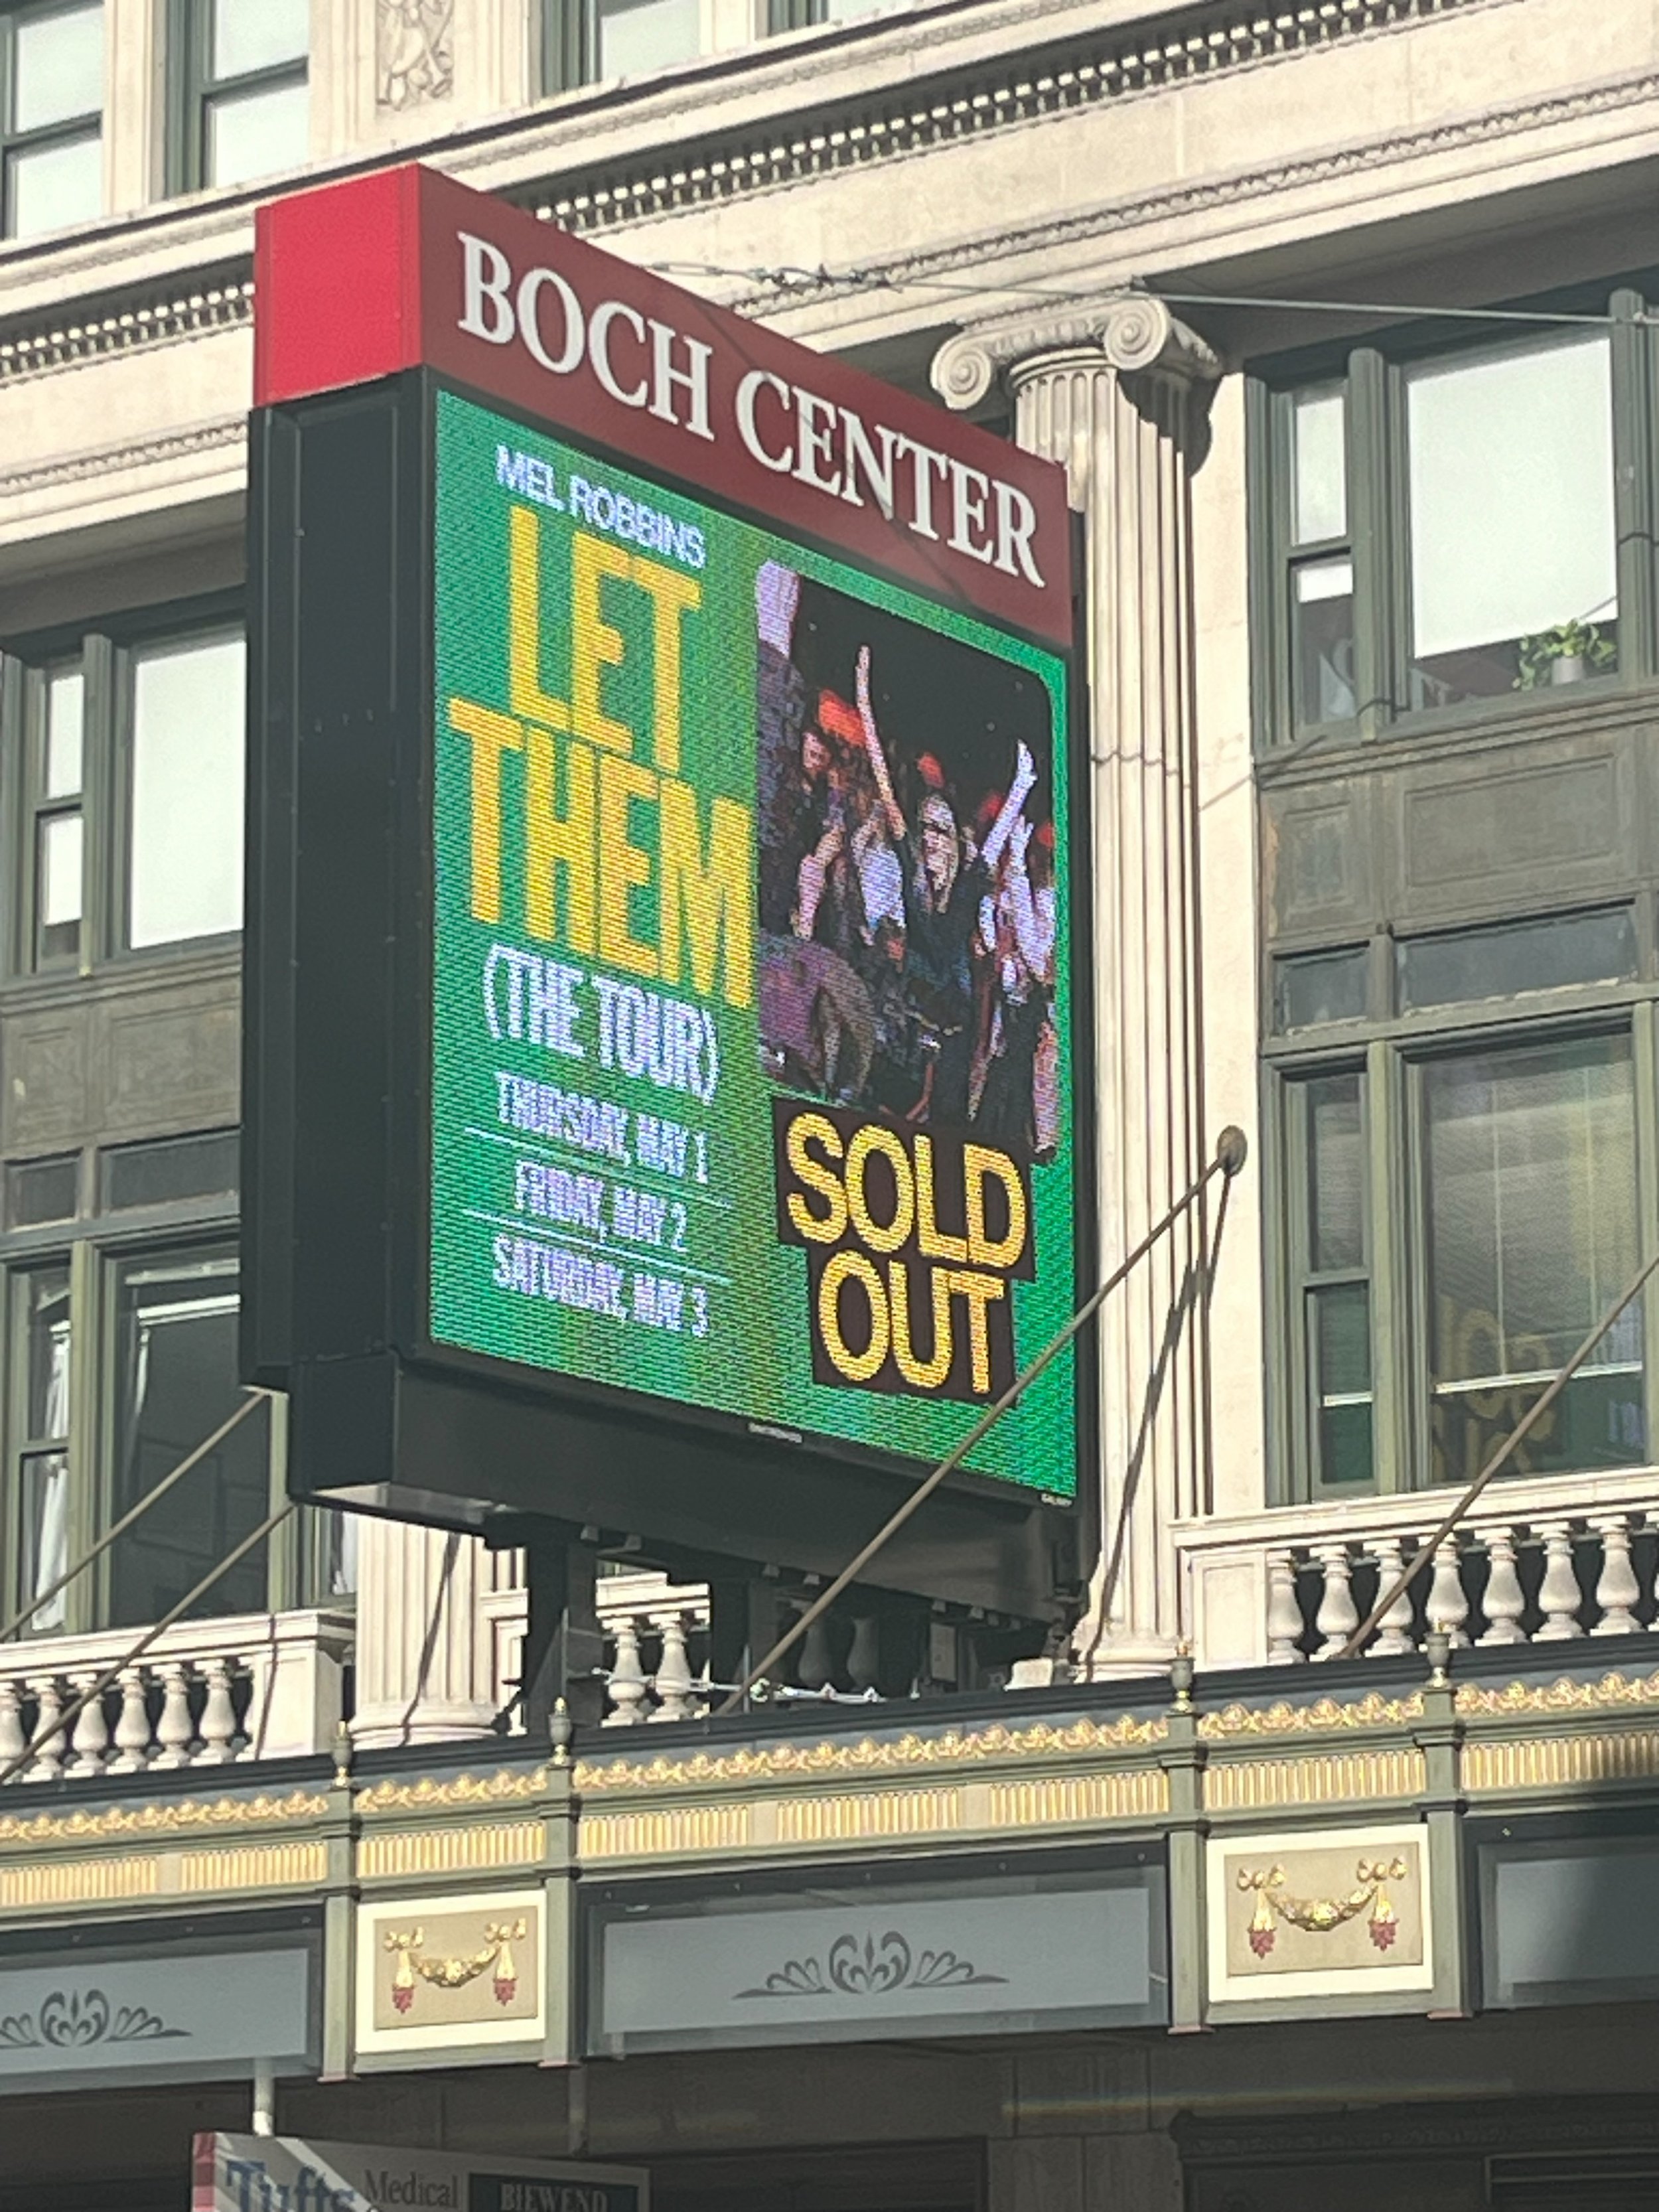 BOCH CENTER
MEL ROBBINS
LET
THEM
(THE TOUR)
THURSDAY, MAY 1
FRIDAY, MAY 2
SATURDAY, MAY 3
SOLD
OUT
Tufts Medical
BIEWEND